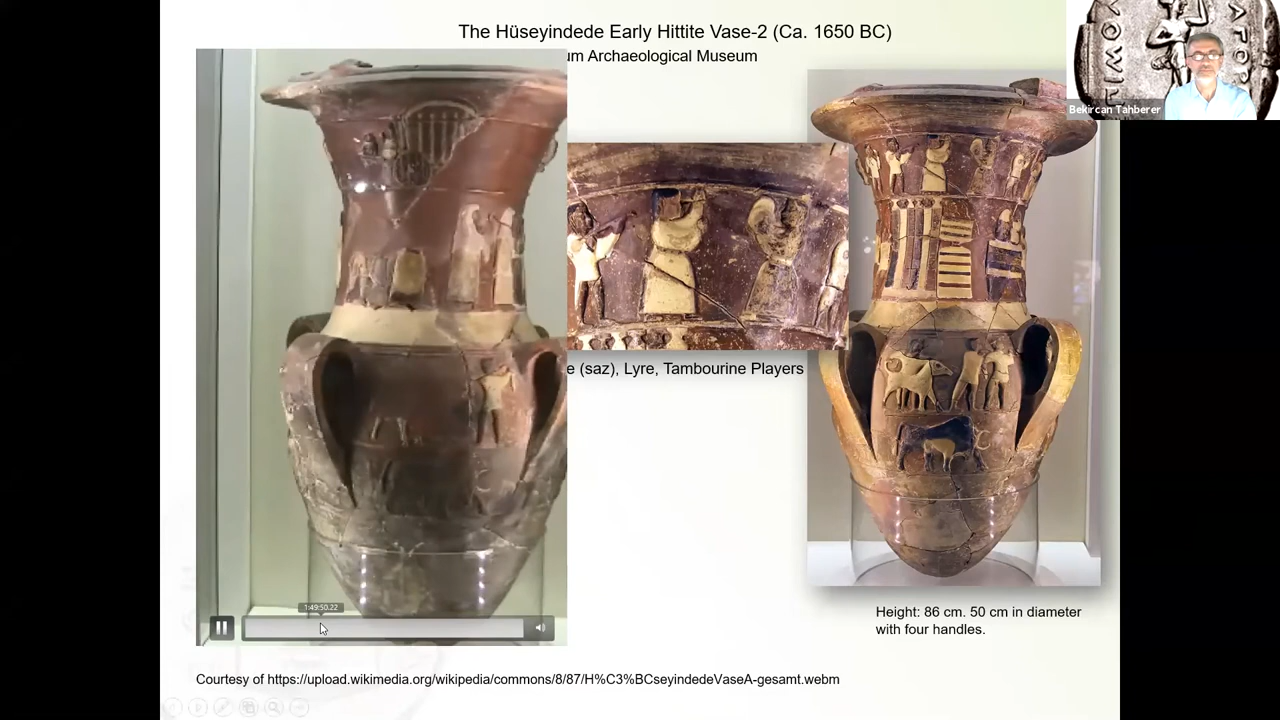 The Hüseyindede Early Hittite Vase-2 (Ca. 1650 BC)
um Archaeological Museum
Bekircan Tahberer
e (saz), Lyre, Tambourine Players
1:49:50.22
Height: 86 cm. 50 cm in diameter
with four handles.
Courtesy of https://upload.wikimedia.org/wikipedia/commons/8/87/H%C3%BCseyindedeVaseA-gesamt.webm